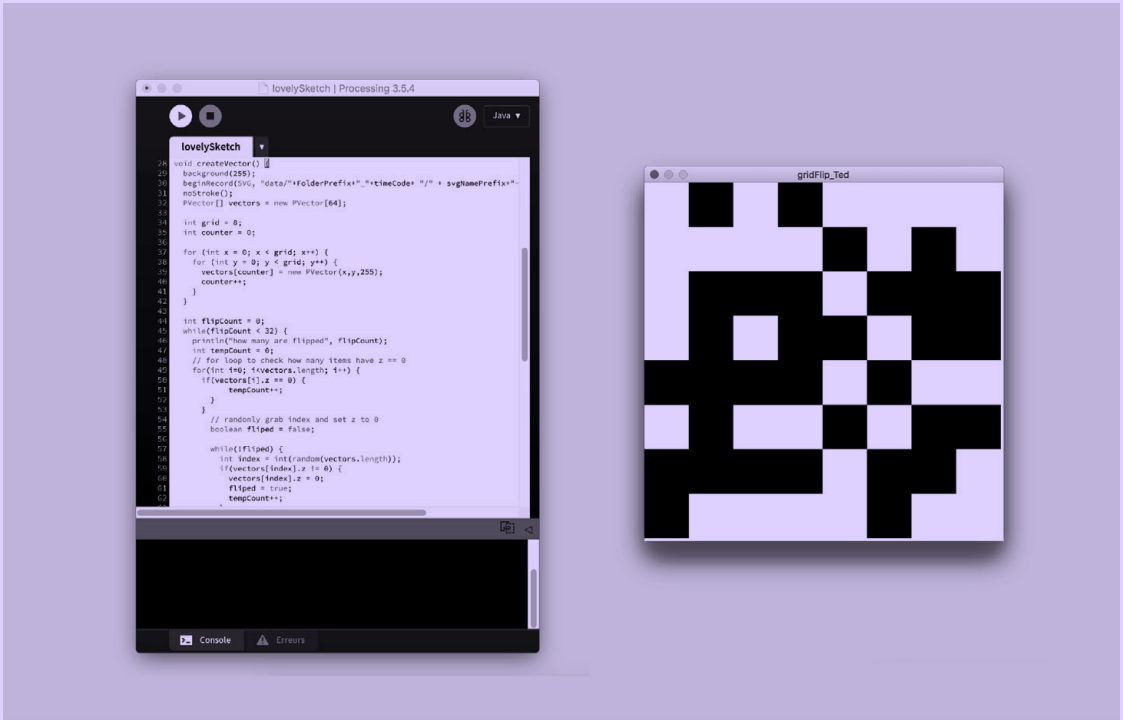 lovelySketch | Processing 3.5.4
Java ▼
lovelySketch ▼
28 void createVector() {
29 background(255);
30 beginRecord(SVG, "data/"+FolderPrefix+"_"+timeCode+ "/" + svgNamePrefix+"-
31 noStroke();
32 PVector[] vectors = new PVector[64];
33
34 int grid = 8;
35 int counter = 0;
36
37 for (int x = 0; x < grid; x++) {
38 for (int y = 0; y < grid; y++) {
39 vectors[counter] = new PVector(x,y,255);
40 counter++;
41 }
42 }
43
44 int flipCount = 0;
45 while(flipCount < 32) {
46 println("how many are flipped", flipCount);
47 int tempCount = 0;
48 // for loop to check how many items have z == 0
49 for(int i=0; i<vectors.length; i++) {
50 if(vectors[i].z == 0) {
51 tempCount++;
52 }
53 }
54 // randonly grab index and set z to 0
55 boolean fliped = false;
56
57 while(!fliped) {
58 int index = int(random(vectors.length));
59 if(vectors[index].z != 0) {
60 vectors[index].z = 0;
61 fliped = true;
62 tempCount++;
Console
Erreurs
gridFlip_Ted